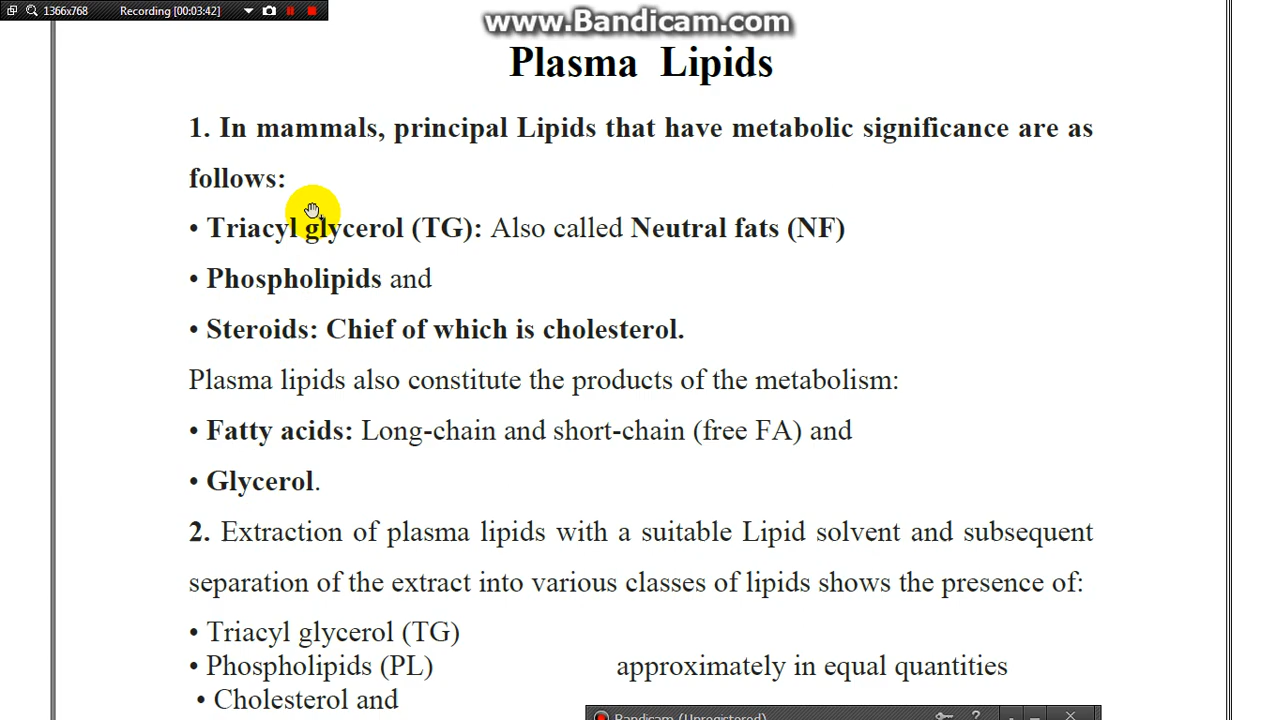 1366x768 Recording [00:03:42]
www.Bandicam.com
Plasma Lipids
1. In mammals, principal Lipids that have metabolic significance are as
follows:
• Triacyl glycerol (TG): Also called Neutral fats (NF)
• Phospholipids and
• Steroids: Chief of which is cholesterol.
Plasma lipids also constitute the products of the metabolism:
• Fatty acids: Long-chain and short-chain (free FA) and
• Glycerol.
2. Extraction of plasma lipids with a suitable Lipid solvent and subsequent
separation of the extract into various classes of lipids shows the presence of:
• Triacyl glycerol (TG)
• Phospholipids (PL) approximately in equal quantities
• Cholesterol and
Bandicam (Unregistered)